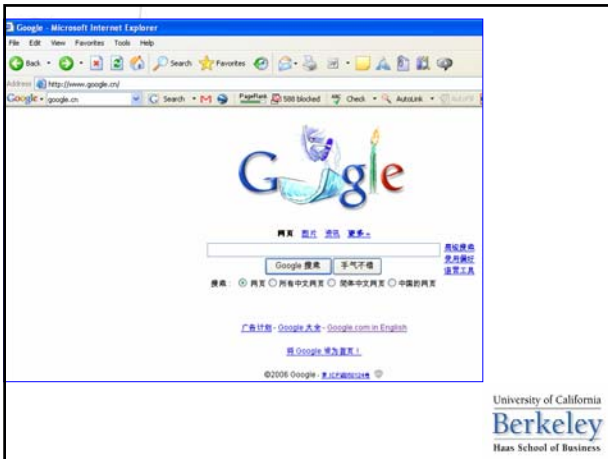 Google - Microsoft Internet Explorer
File Edit View Favorites Tools Help
Back Search Favorites
Address http://www.google.cn/
Google google.cn Search PageRank 588 blocked Check AutoLink
G gle
网页 图片 资讯 更多»
高级搜索
使用偏好
语言工具
Google 搜索 手气不错
搜索: 网页 所有中文网页 简体中文网页 中国的网页
广告计划 - Google 大全 - Google.com in English
将 Google 设为首页!
©2006 Google -
University of California
Berkeley
Haas School of Business